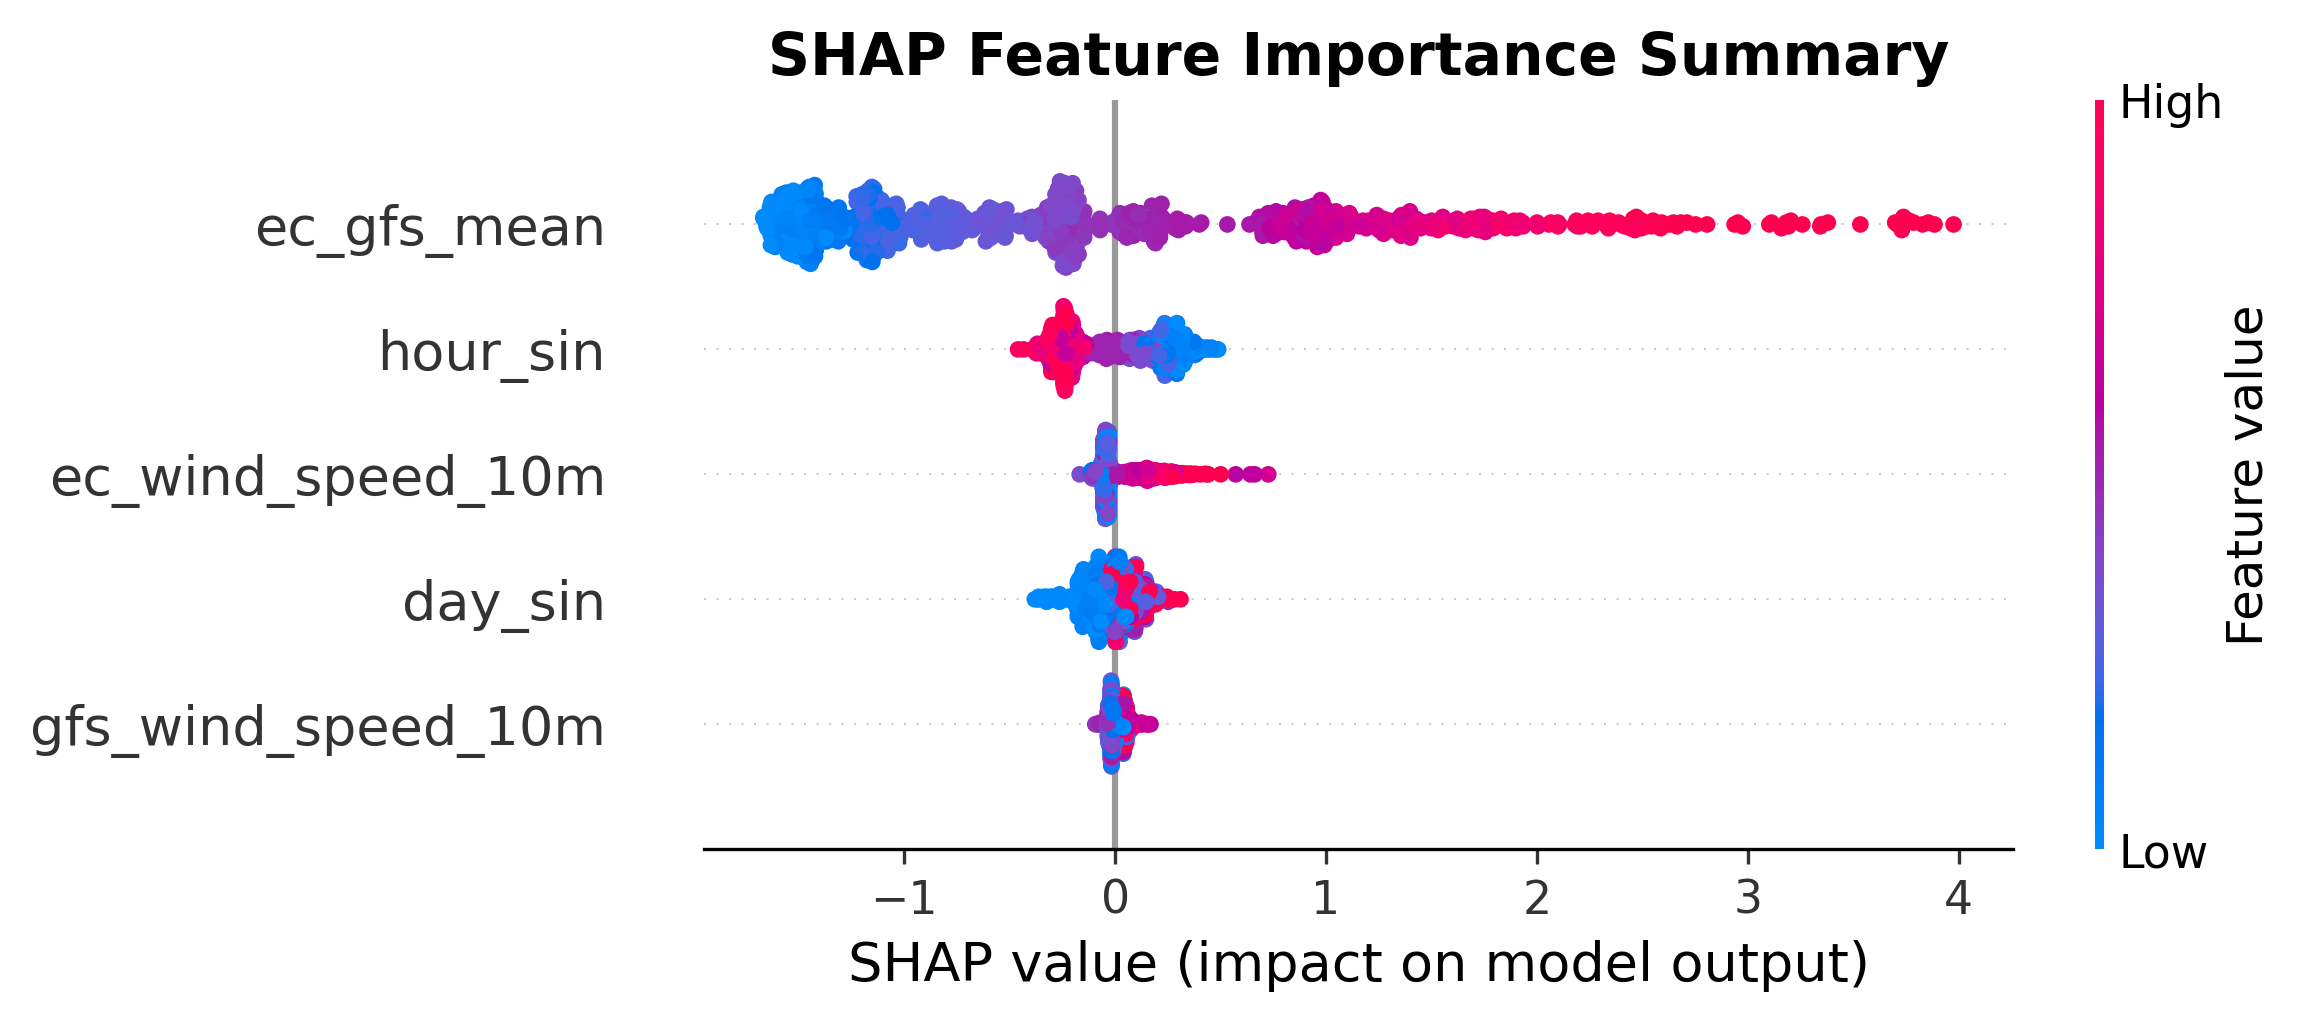 SHAP Feature Importance Summary
High
ec_gfs_mean
hour_sin
ec_wind_speed_10m
day_sin
gfs_wind_speed_10m
Feature value
Low
−1 0 1 2 3 4
SHAP value (impact on model output)